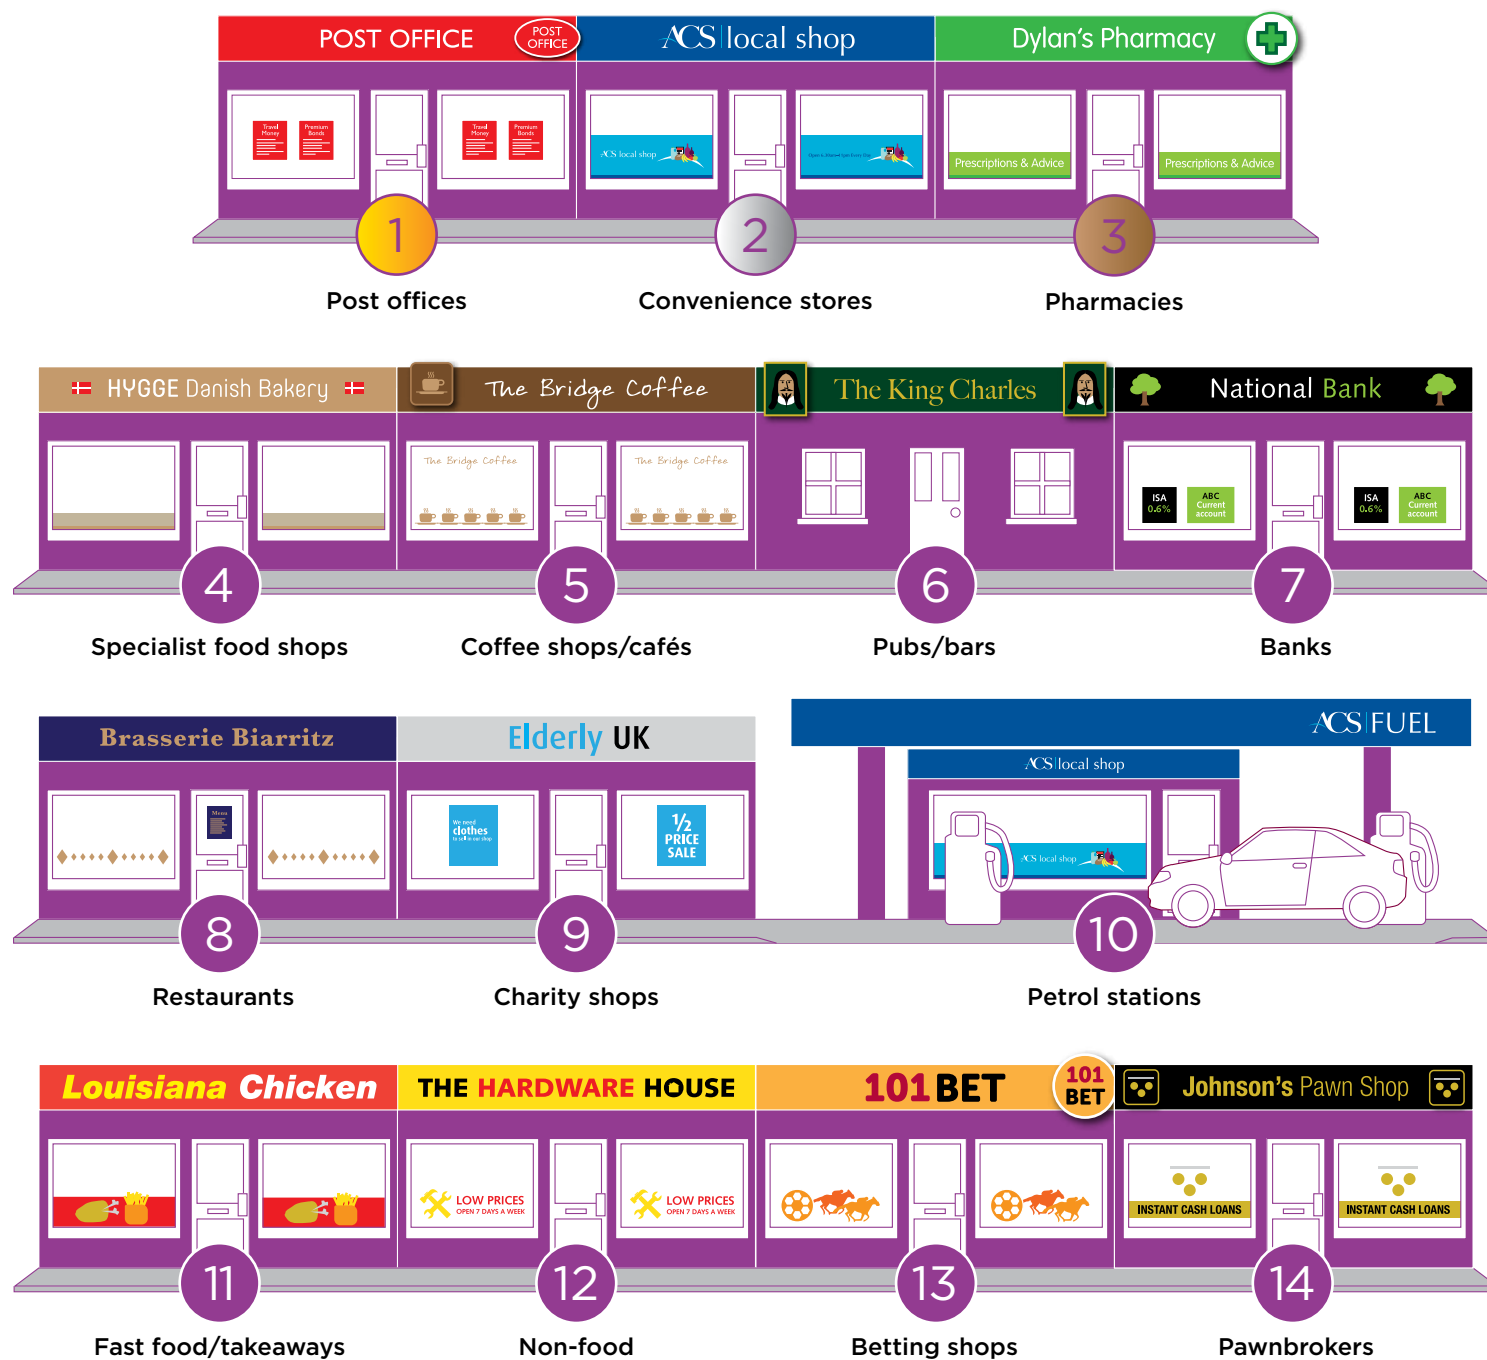 POST OFFICE
POST
OFFICE
ACS local shop
Dylan's Pharmacy
Travel
Money
Premium
Bonds
Travel
Money
Premium
Bonds
ACS local shop
Prescriptions & Advice
Prescriptions & Advice
1
2
3
Post offices
Convenience stores
Pharmacies
HYGGE Danish Bakery
The Bridge Coffee
The King Charles
National Bank
The Bridge Coffee
The Bridge Coffee
ISA
0.6%
ABC
Current
account
ISA
0.6%
ABC
Current
account
4
5
6
7
Specialist food shops
Coffee shops/cafés
Pubs/bars
Banks
Brasserie Biarritz
Elderly UK
ACS FUEL
ACS local shop
Menu
We need
clothes
to sell in our shop
1/2
PRICE
SALE
ACS local shop
8
9
10
Restaurants
Charity shops
Petrol stations
Louisiana Chicken
THE HARDWARE HOUSE
101 BET
101
BET
Johnson's Pawn Shop
LOW PRICES
OPEN 7 DAYS A WEEK
LOW PRICES
OPEN 7 DAYS A WEEK
INSTANT CASH LOANS
INSTANT CASH LOANS
11
12
13
14
Fast food/takeaways
Non-food
Betting shops
Pawnbrokers